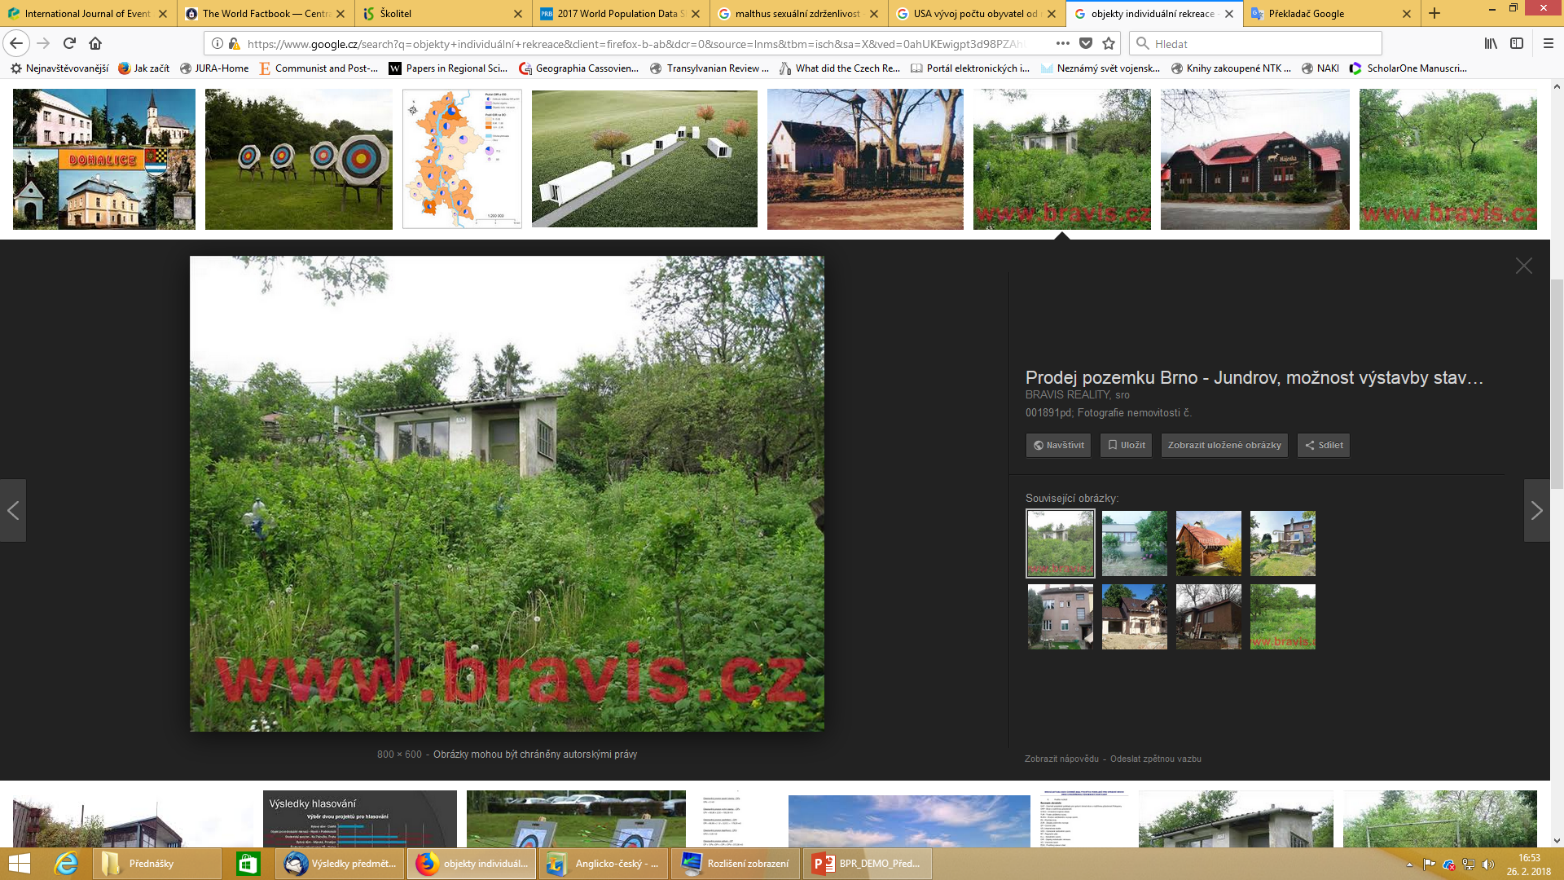 International Journal of Event
The World Factbook — Centra
Školitel
2017 World Population Data S
malthus sexuální zdrženlivost
USA vývoj počtu obyvatel od
objekty individuální rekreace
Překladač Google
https://www.google.cz/search?q=objekty+individuální+rekreace&client=firefox-b-ab&dcr=0&source=lnms&tbm=isch&sa=X&ved=0ahUKEwigpt3d98PZAh
Hledat
Nejnavštěvovanější
Jak začít
JURA-Home
Communist and Post-...
Papers in Regional Sci...
Geographia Cassovien...
Transylvanian Review ...
What did the Czech Re...
Portál elektronických i...
Neznámý svět vojensk...
Knihy zakoupené NTK ...
NAKI
ScholarOne Manuscri...
DOHALICE
www.bravis.cz
www.bravis.cz
www.bravis.cz
800 × 600 - Obrázky mohou být chráněny autorskými právy
Prodej pozemku Brno - Jundrov, možnost výstavby stav...
BRAVIS REALITY, sro
001891pd; Fotografie nemovitosti č.
Navštívit
Uložit
Zobrazit uložené obrázky
Sdílet
Související obrázky:
Zobrazit nápovědu - Odeslat zpětnou vazbu
Výsledky hlasování
Výběr dvou projektů pro hlasování
Přednášky
Výsledky předmět...
objekty individuál...
Anglicko-český - ...
Rozlišení zobrazení
BPR_DEMO_Před...
16:53
26. 2. 2018